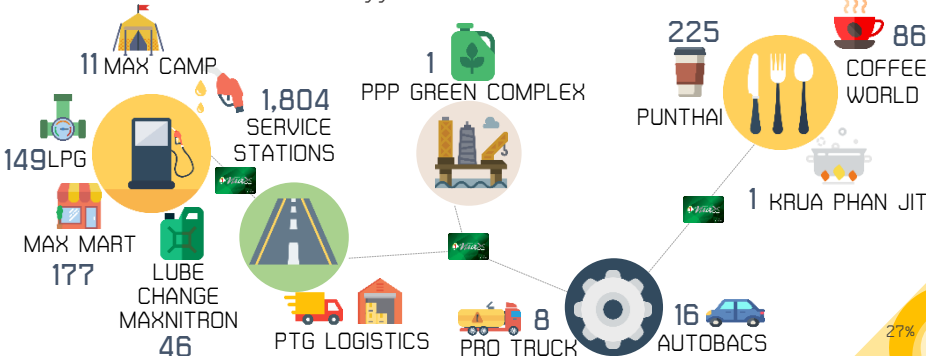 11 MAX CAMP
1,804
SERVICE
STATIONS
149 LPG
MAX MART
177
LUBE
CHANGE
MAXNITRON
46
PTG LOGISTICS
1
PPP GREEN COMPLEX
PRO TRUCK
8
16
AUTOBACS
225
PUNTHAI
86
COFFEE
WORLD
1 KRUA PHAN JIT
27%